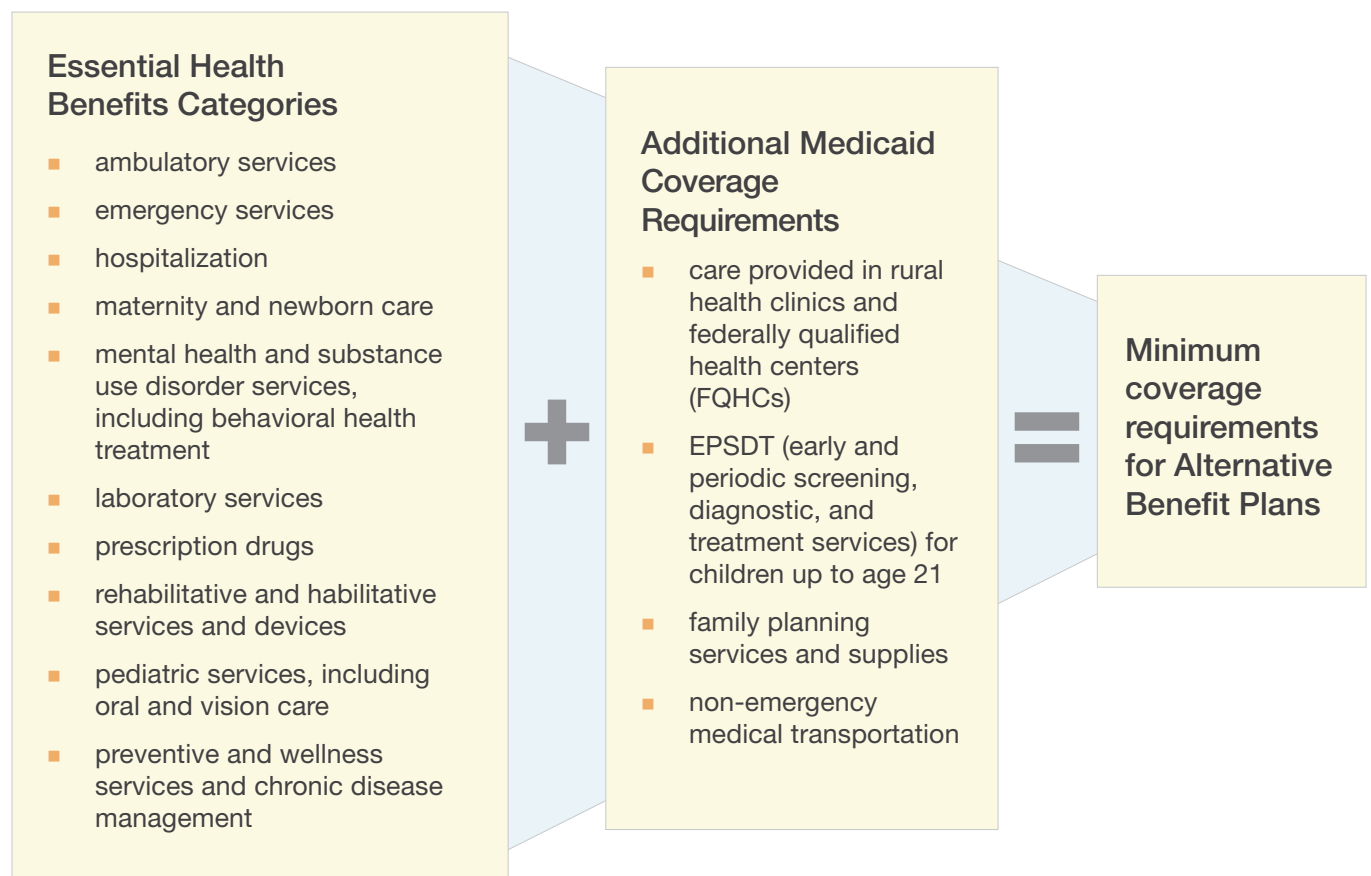 Essential Health
Benefits Categories
■ ambulatory services
■ emergency services
■ hospitalization
■ maternity and newborn care
■ mental health and substance
use disorder services,
including behavioral health
treatment
■ laboratory services
■ prescription drugs
■ rehabilitative and habilitative
services and devices
■ pediatric services, including
oral and vision care
■ preventive and wellness
services and chronic disease
management
+
Additional Medicaid
Coverage
Requirements
■ care provided in rural
health clinics and
federally qualified
health centers
(FQHCs)
■ EPSDT (early and
periodic screening,
diagnostic, and
treatment services) for
children up to age 21
■ family planning
services and supplies
■ non-emergency
medical transportation
=
Minimum
coverage
requirements
for Alternative
Benefit Plans